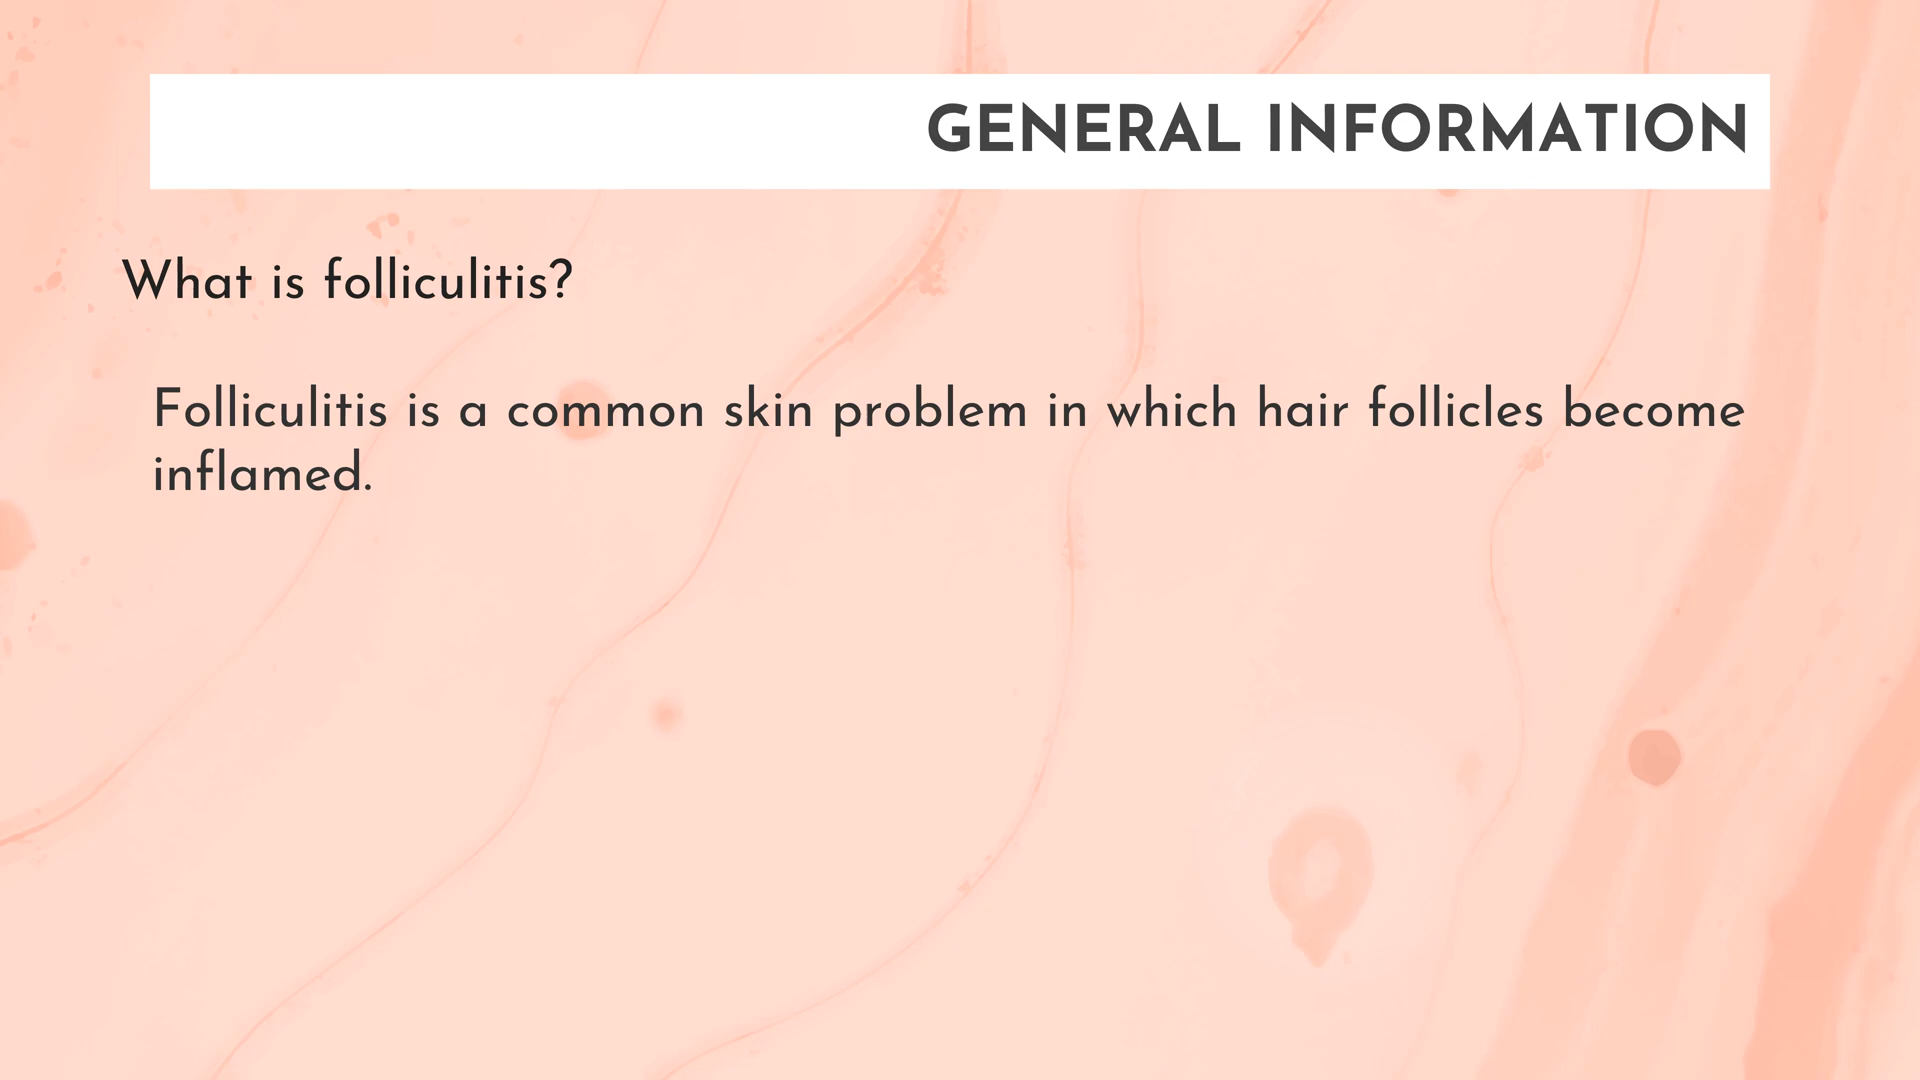 GENERAL INFORMATION
What is folliculitis?
Folliculitis is a common skin problem in which hair follicles become
inflamed.